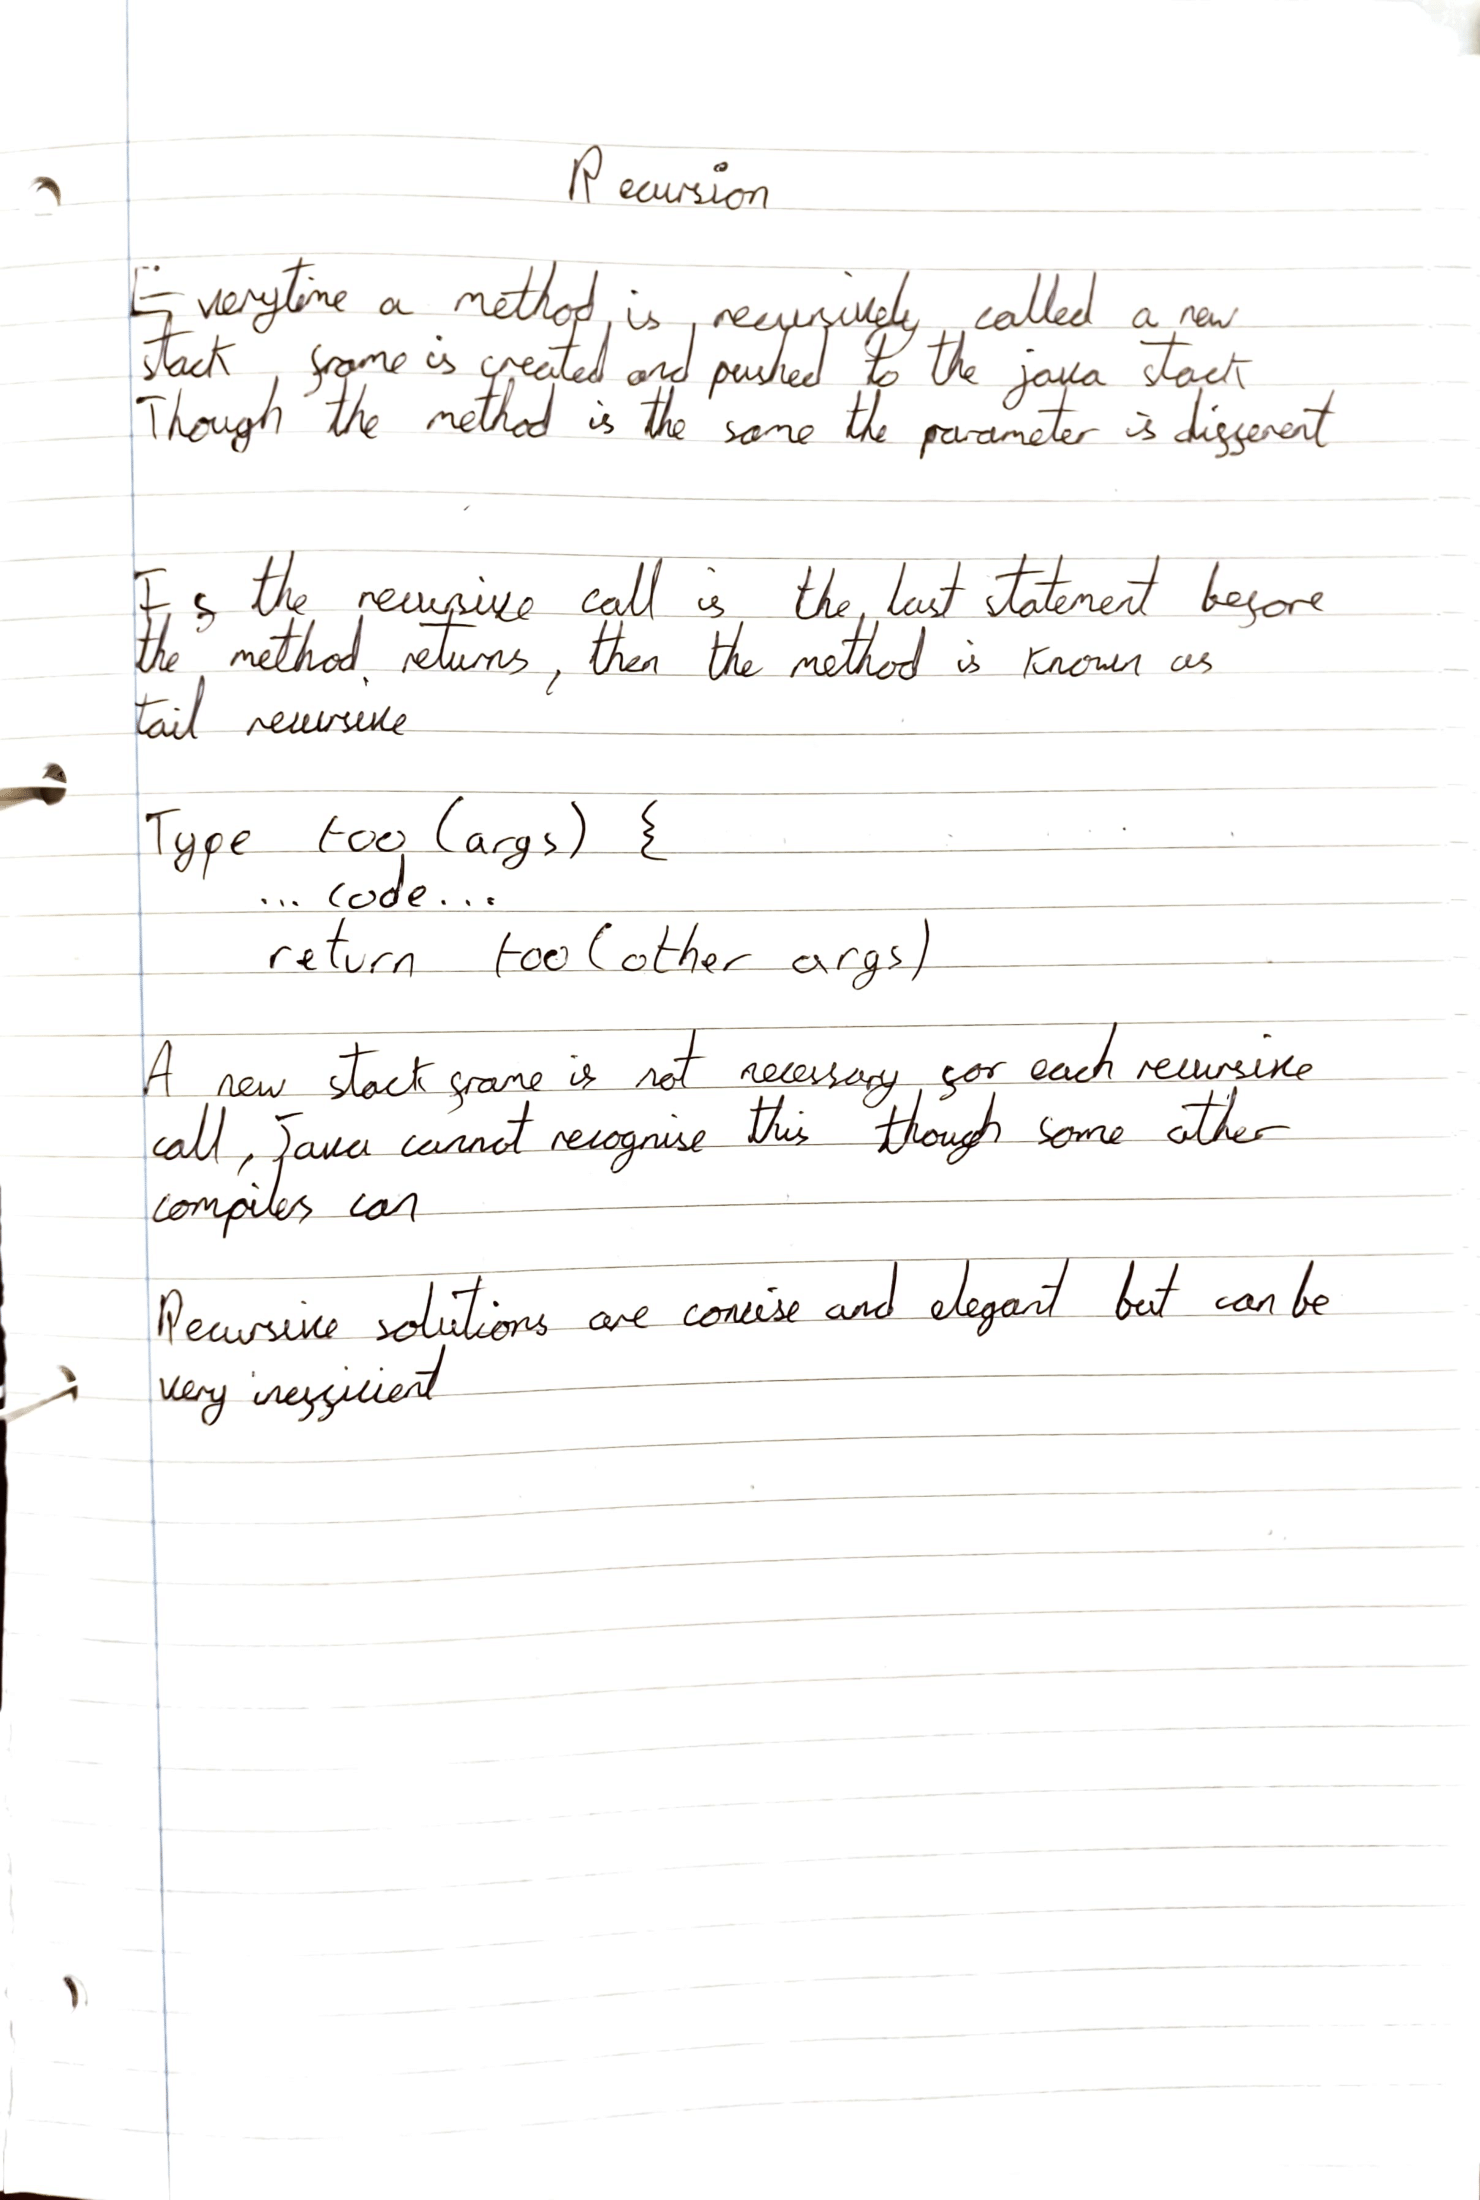 Recursion
Everytime a method is recursively called a new
stack frame is created and pushed to the java stack
Though the method is the same the parameter is different
If the recursive call is the last statement before
the method returns, then the method is known as
tail recursive
Type foo (args) {
... code...
return foo (other args)
A new stack frame is not necessary for each recursive
call, Java cannot recognise this though some other
compilers can
Recursive solutions are concise and elegant but can be
very inefficient